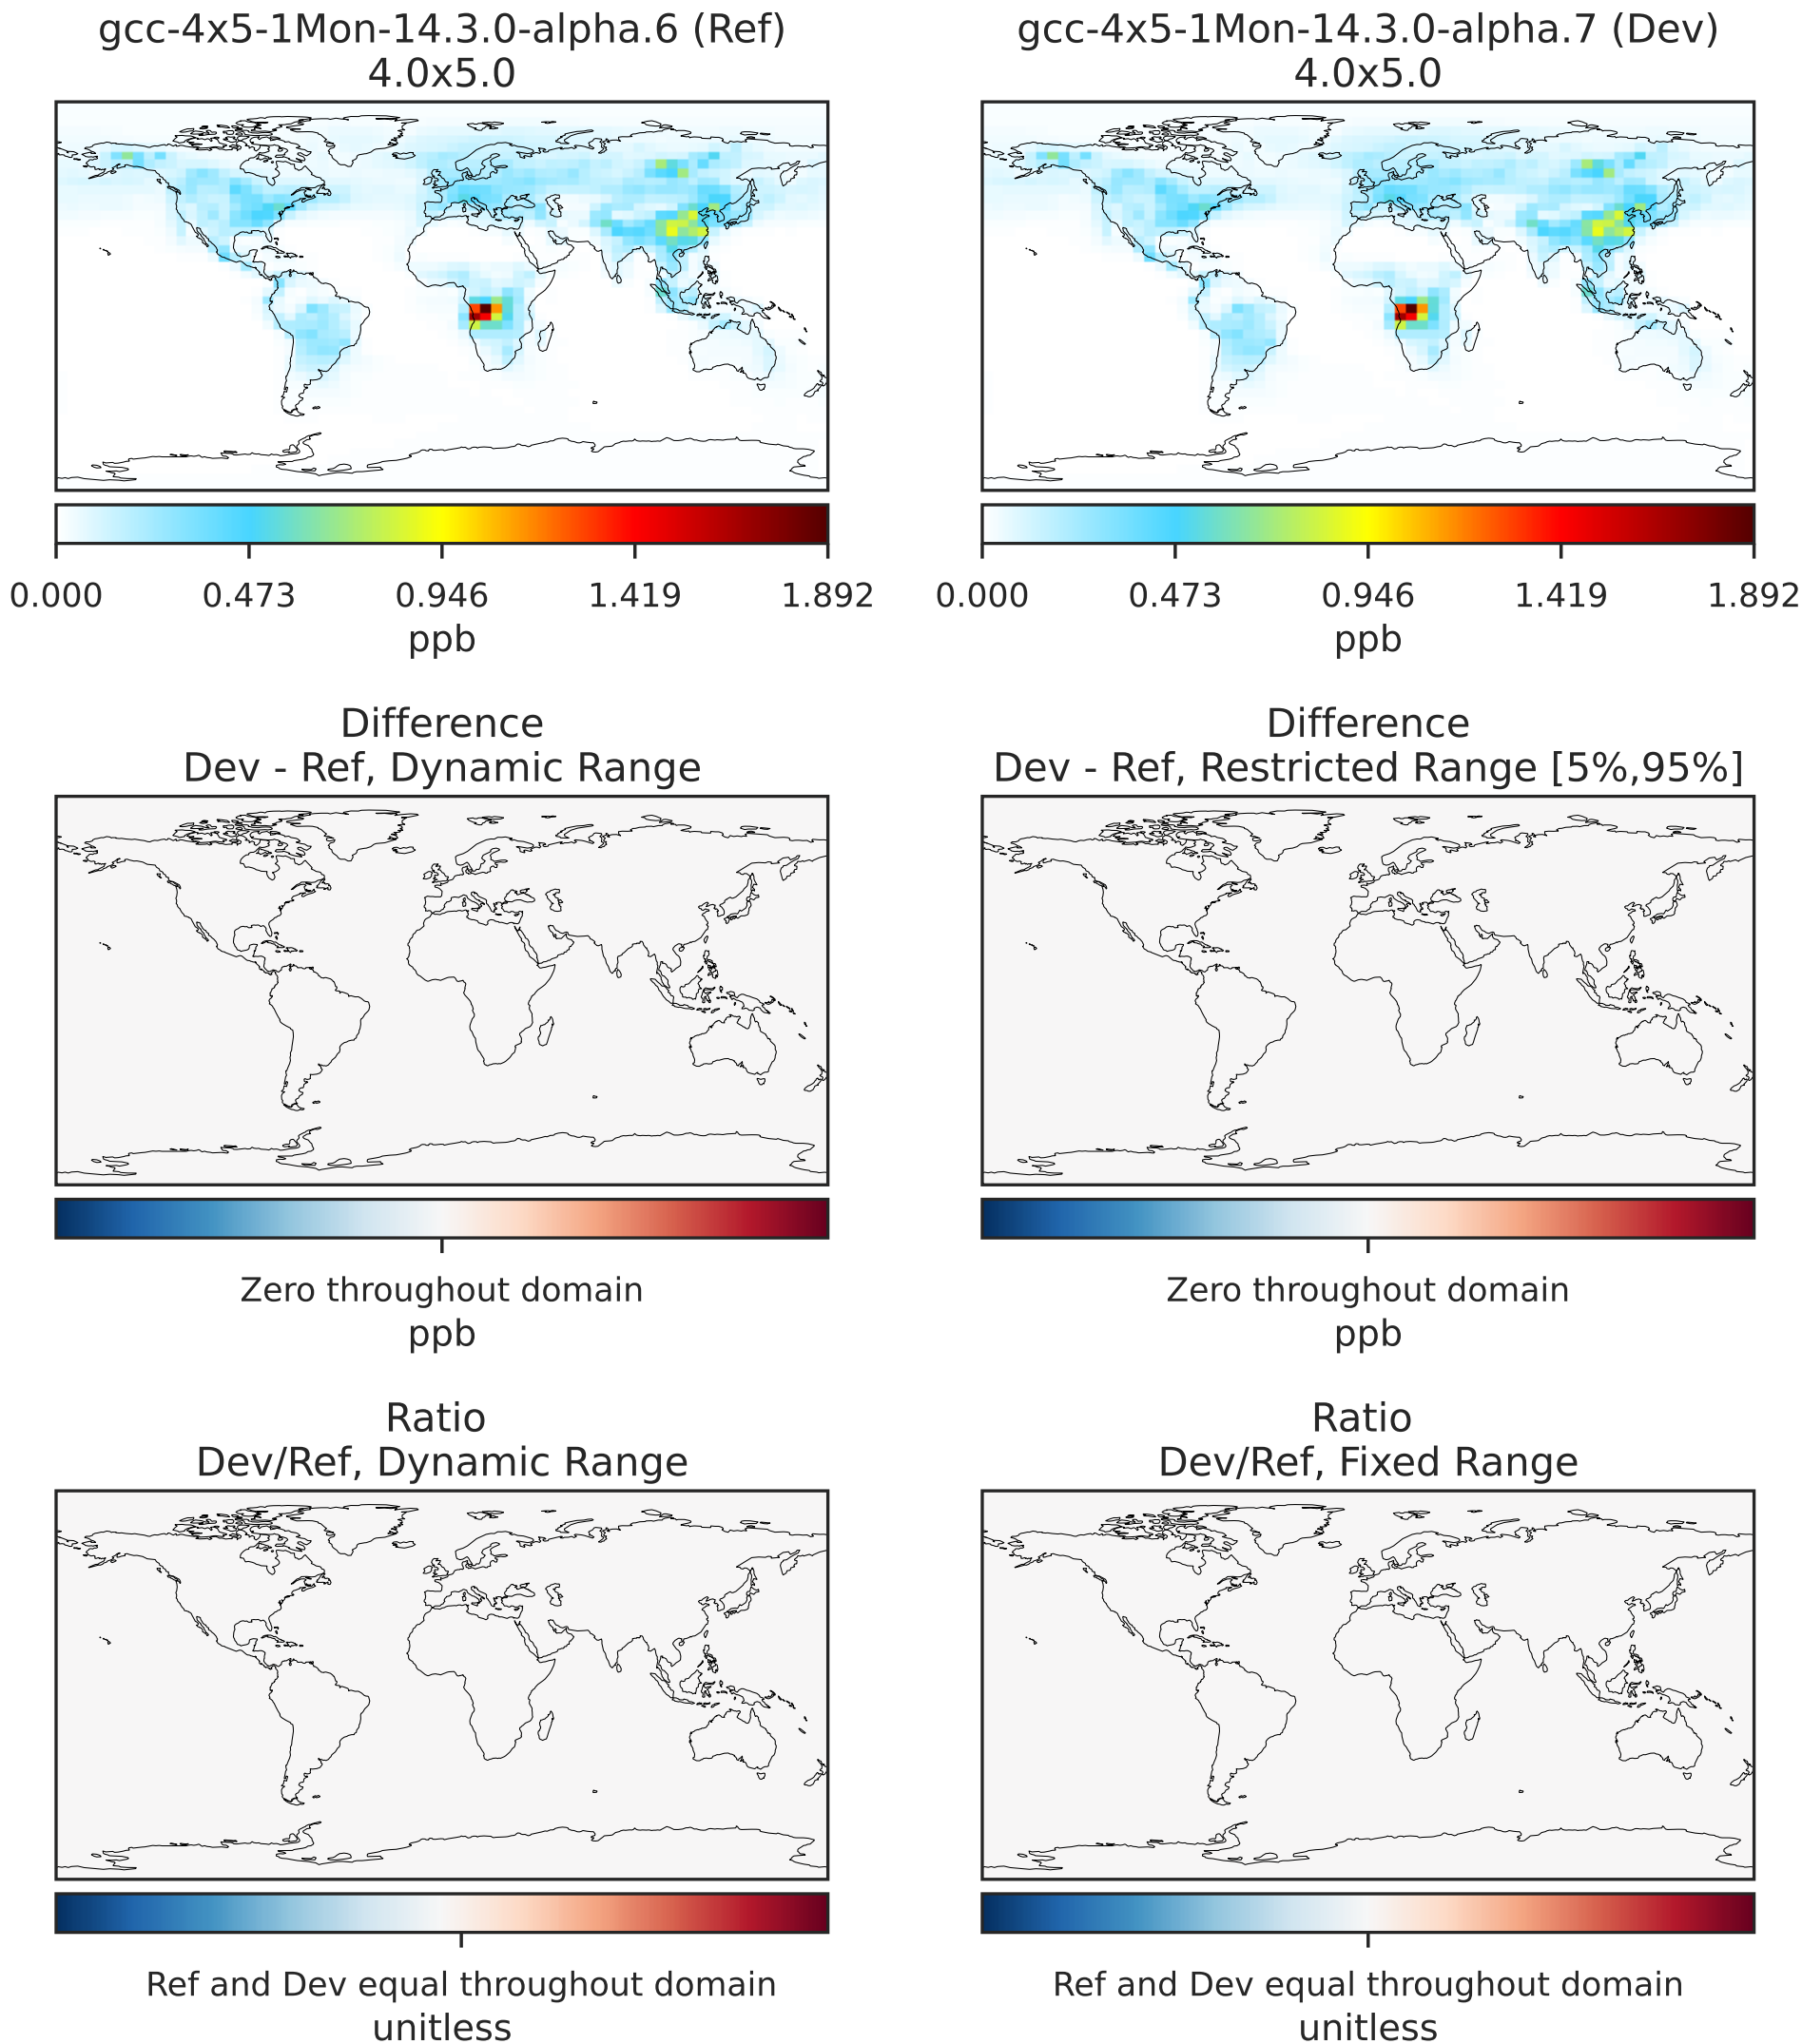 gcc-4x5-1Mon-14.3.0-alpha.6 (Ref)
4.0x5.0
gcc-4x5-1Mon-14.3.0-alpha.7 (Dev)
4.0x5.0
0.000 0.473 0.946 1.419 1.892
ppb
0.000 0.473 0.946 1.419 1.892
ppb
Difference
Dev - Ref, Dynamic Range
Difference
Dev - Ref, Restricted Range [5%,95%]
Zero throughout domain
ppb
Zero throughout domain
ppb
Ratio
Dev/Ref, Dynamic Range
Ratio
Dev/Ref, Fixed Range
Ref and Dev equal throughout domain
unitless
Ref and Dev equal throughout domain
unitless